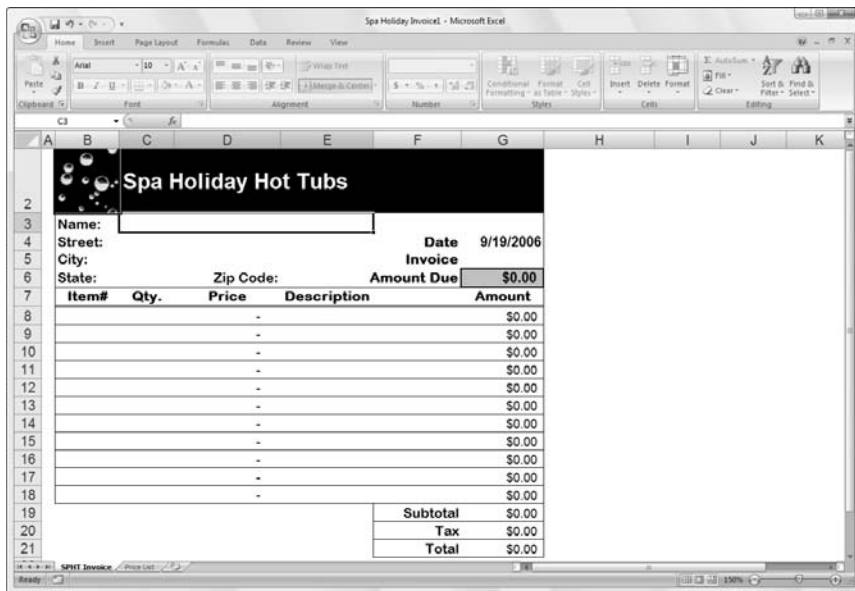 Spa Holiday Invoice1 - Microsoft Excel
Home Insert Page Layout Formulas Data Review View
Paste
Arial 10 A A
B I U A
Wrap Text
Merge & Center
$ % ,
Conditional Formatting
Format as Table
Cell Styles
Insert Delete Format
Σ AutoSum
Fill
Clear
Sort & Filter
Find & Select
Clipboard Font Alignment Number Styles Cells Editing
C3 fx
A B C D E F G H I J K
2 Spa Holiday Hot Tubs
3 Name:
4 Street: Date 9/19/2006
5 City: Invoice
6 State: Zip Code: Amount Due $0.00
7 Item# Qty. Price Description Amount
8 - $0.00
9 - $0.00
10 - $0.00
11 - $0.00
12 - $0.00
13 - $0.00
14 - $0.00
15 - $0.00
16 - $0.00
17 - $0.00
18 - $0.00
19 Subtotal $0.00
20 Tax $0.00
21 Total $0.00
SPHT Invoice Price List
Ready 150%